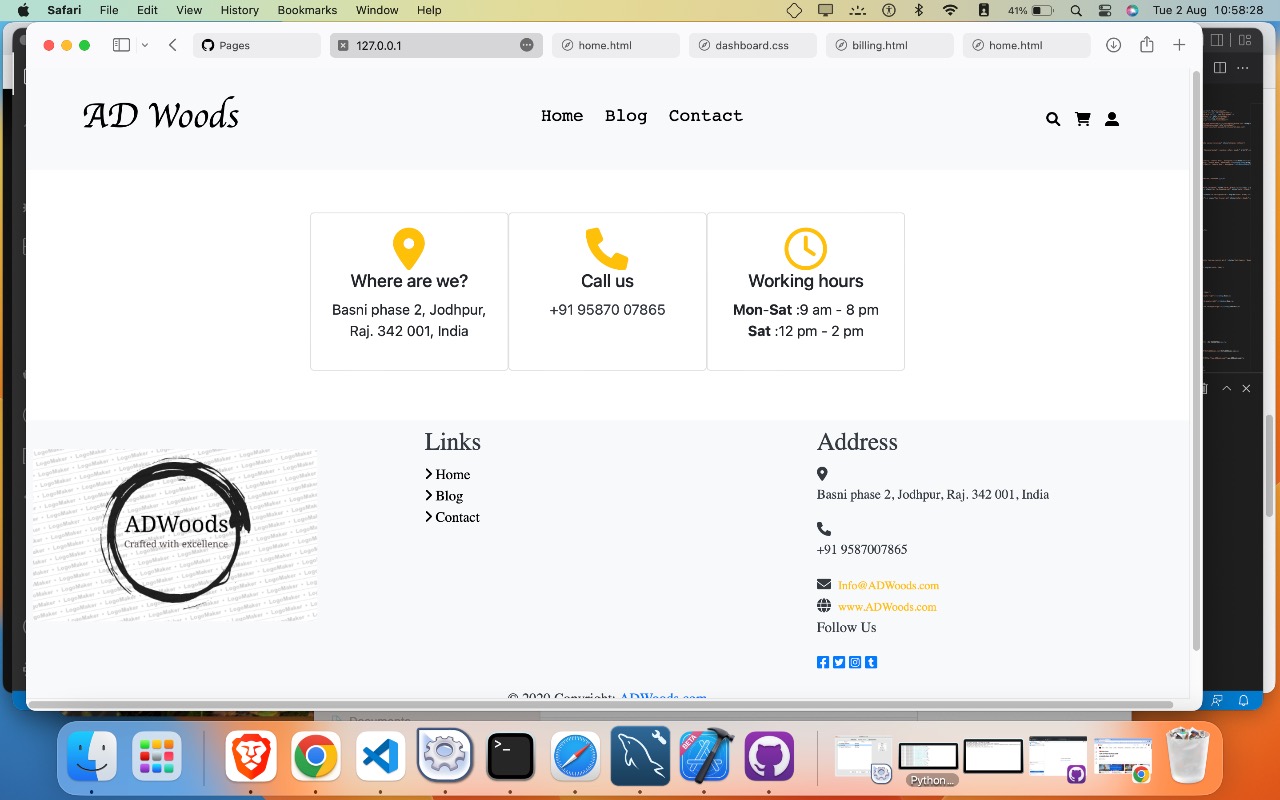 Safari File Edit View History Bookmarks Window Help 41% Tue 2 Aug 10:58:28
Pages 127.0.0.1 home.html dashboard.css billing.html home.html
AD Woods Home Blog Contact
Where are we?
Basni phase 2, Jodhpur,
Raj. 342 001, India
Call us
+91 95870 07865
Working hours
Mon-Sat :9 am - 8 pm
Sat :12 pm - 2 pm
ADWoods
Crafted with excellence
Links
Home
Blog
Contact
Address
Basni phase 2, Jodhpur, Raj. 342 001, India
+91 9587007865
Info@ADWoods.com
www.ADWoods.com
Follow Us
© 2020 Copyright: ADWoods.com
Documents
BETA
Python...